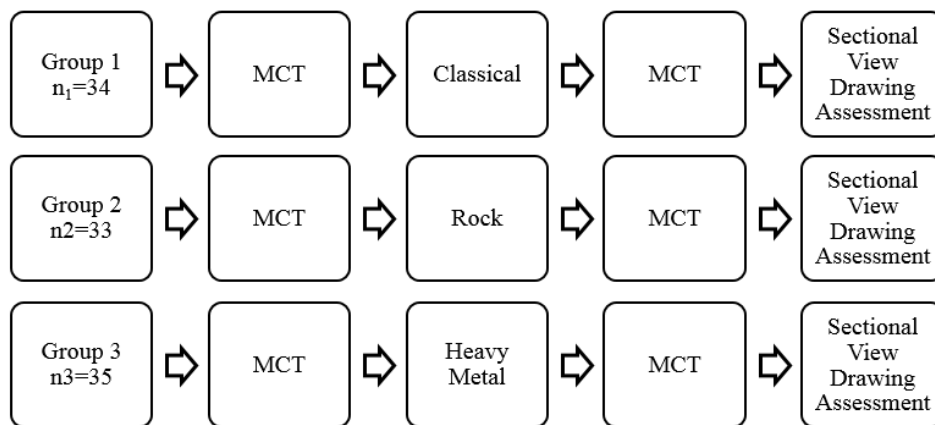 Group 1
n₁=34
MCT
Classical
MCT
Sectional
View
Drawing
Assessment
Group 2
n2=33
MCT
Rock
MCT
Sectional
View
Drawing
Assessment
Group 3
n3=35
MCT
Heavy
Metal
MCT
Sectional
View
Drawing
Assessment